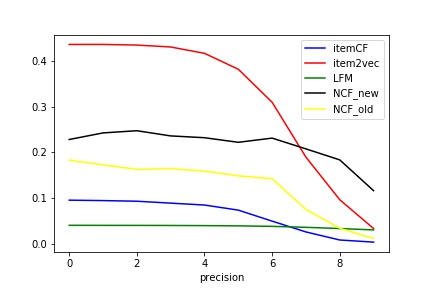 itemCF
item2vec
LFM
NCF_new
NCF_old
0.4
0.3
0.2
0.1
0.0
0 2 4 6 8
precision